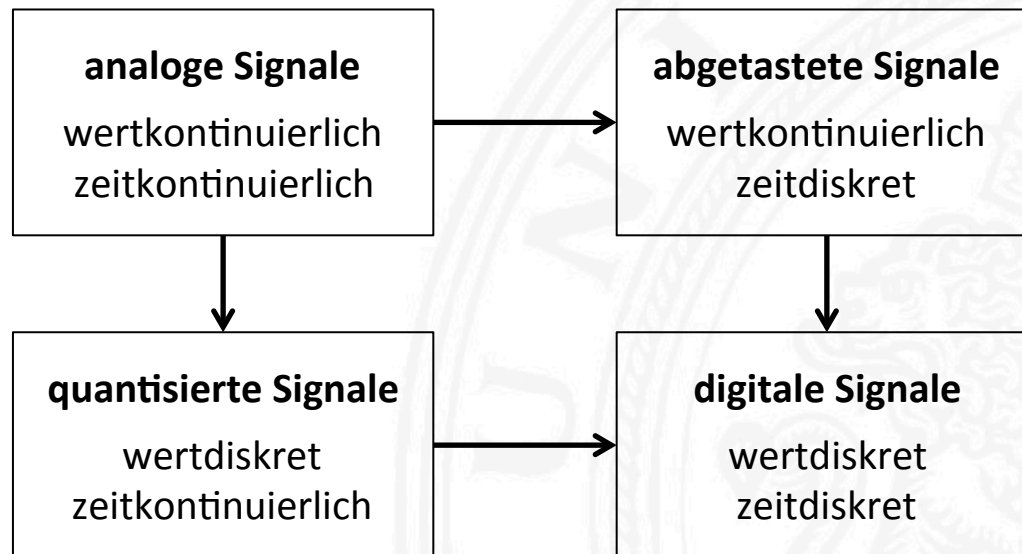 analoge Signale
wertkontinuierlich
zeitkontinuierlich
abgetastete Signale
wertkontinuierlich
zeitdiskret
quantisierte Signale
wertdiskret
zeitkontinuierlich
digitale Signale
wertdiskret
zeitdiskret